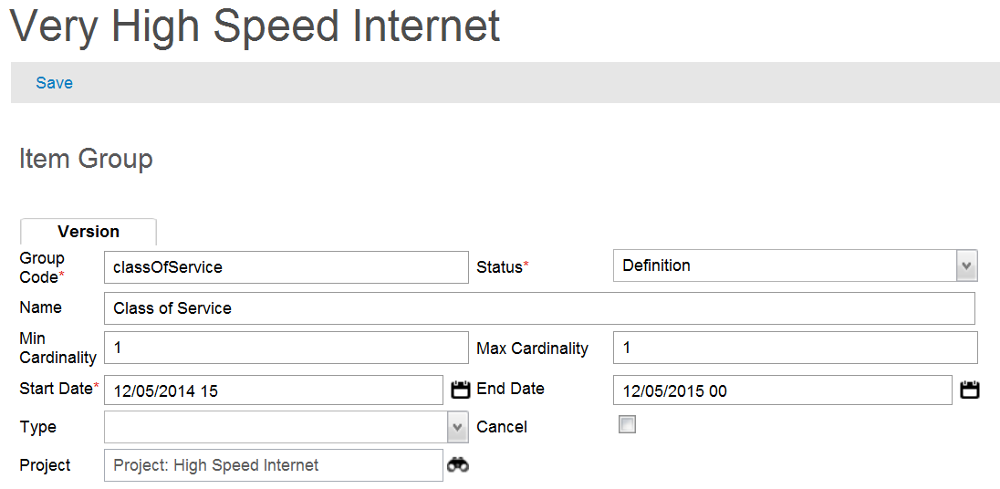 Very High Speed Internet
Save
Item Group
Version
Group Code* classOfService Status* Definition
Name Class of Service
Min Cardinality 1 Max Cardinality 1
Start Date* 12/05/2014 15 End Date 12/05/2015 00
Type Cancel
Project Project: High Speed Internet